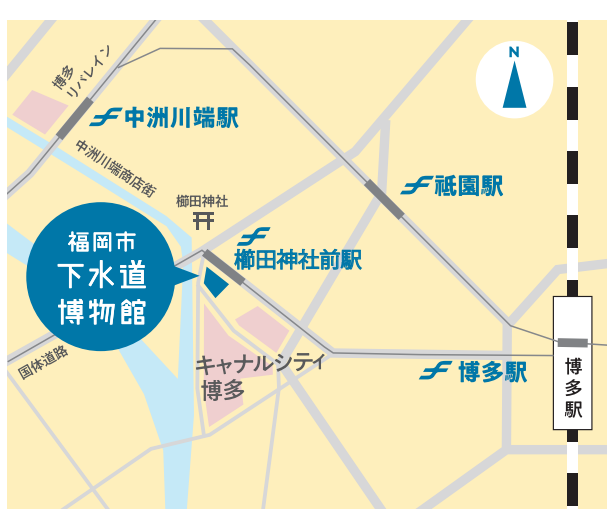 N
博多
リバレイン
中洲川端駅
中洲川端商店街
祇園駅
櫛田神社
櫛田神社前駅
福岡市
下水道
博物館
国体道路
キャナルシティ
博多
博多駅
博多駅